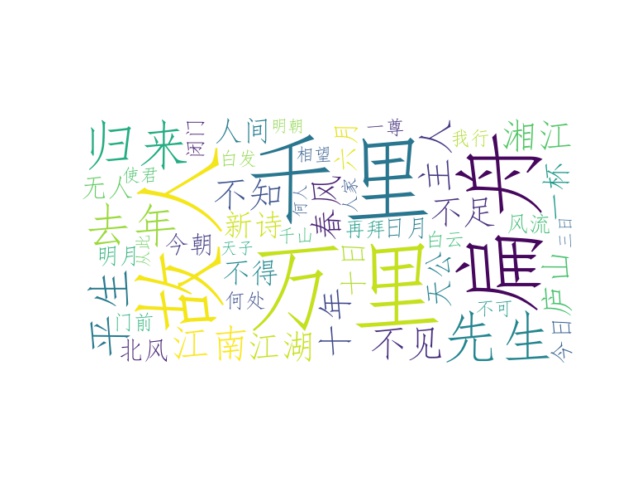 归来
闭门
人间
明朝
千里
六月
一尊
主人
我行
湘江
白发
相望
无人
使君
故人
不知
何人
春风
人家
扁舟
一杯
去年
新诗
不足
风流
三日
明月
从此
今朝
天子
千山
再拜
日月
白云
平生
不得
万里
十日
天公
庐山
门前
何处
不可
北风
江南
江湖
十年
不见
先生
今日